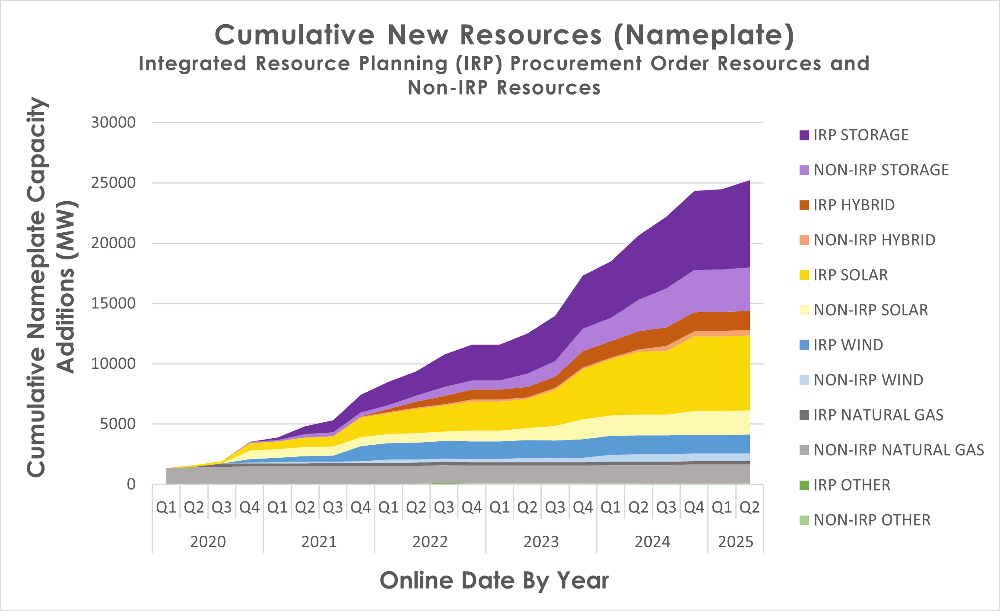 Cumulative New Resources (Nameplate)
Integrated Resource Planning (IRP) Procurement Order Resources and
Non-IRP Resources
Cumulative Nameplate Capacity
Additions (MW)
30000
25000
20000
15000
10000
5000
0
Q1 Q2 Q3 Q4 Q1 Q2 Q3 Q4 Q1 Q2 Q3 Q4 Q1 Q2 Q3 Q4 Q1 Q2 Q3 Q4 Q1 Q2
2020 2021 2022 2023 2024 2025
Online Date By Year
IRP STORAGE
NON-IRP STORAGE
IRP HYBRID
NON-IRP HYBRID
IRP SOLAR
NON-IRP SOLAR
IRP WIND
NON-IRP WIND
IRP NATURAL GAS
NON-IRP NATURAL GAS
IRP OTHER
NON-IRP OTHER